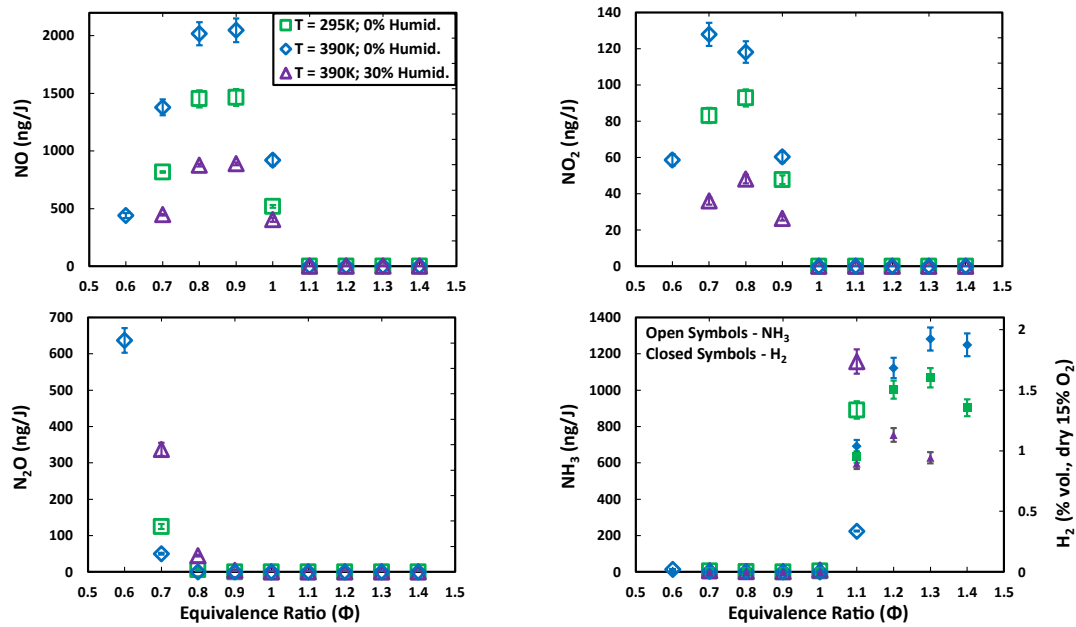 NO (ng/J)
2000
1500
1000
500
0
0.5 0.6 0.7 0.8 0.9 1 1.1 1.2 1.3 1.4 1.5
T = 295K; 0% Humid.
T = 390K; 0% Humid.
T = 390K; 30% Humid.
NO₂ (ng/J)
140
120
100
80
60
40
20
0
0.5 0.6 0.7 0.8 0.9 1 1.1 1.2 1.3 1.4 1.5
N₂O (ng/J)
700
600
500
400
300
200
100
0
0.5 0.6 0.7 0.8 0.9 1 1.1 1.2 1.3 1.4 1.5
Equivalence Ratio (Φ)
NH₃ (ng/J)
1400
1200
1000
800
600
400
200
0
Open Symbols - NH₃
Closed Symbols - H₂
2
1.5
1
0.5
0
H₂ (% vol., dry 15% O₂)
0.5 0.6 0.7 0.8 0.9 1 1.1 1.2 1.3 1.4 1.5
Equivalence Ratio (Φ)